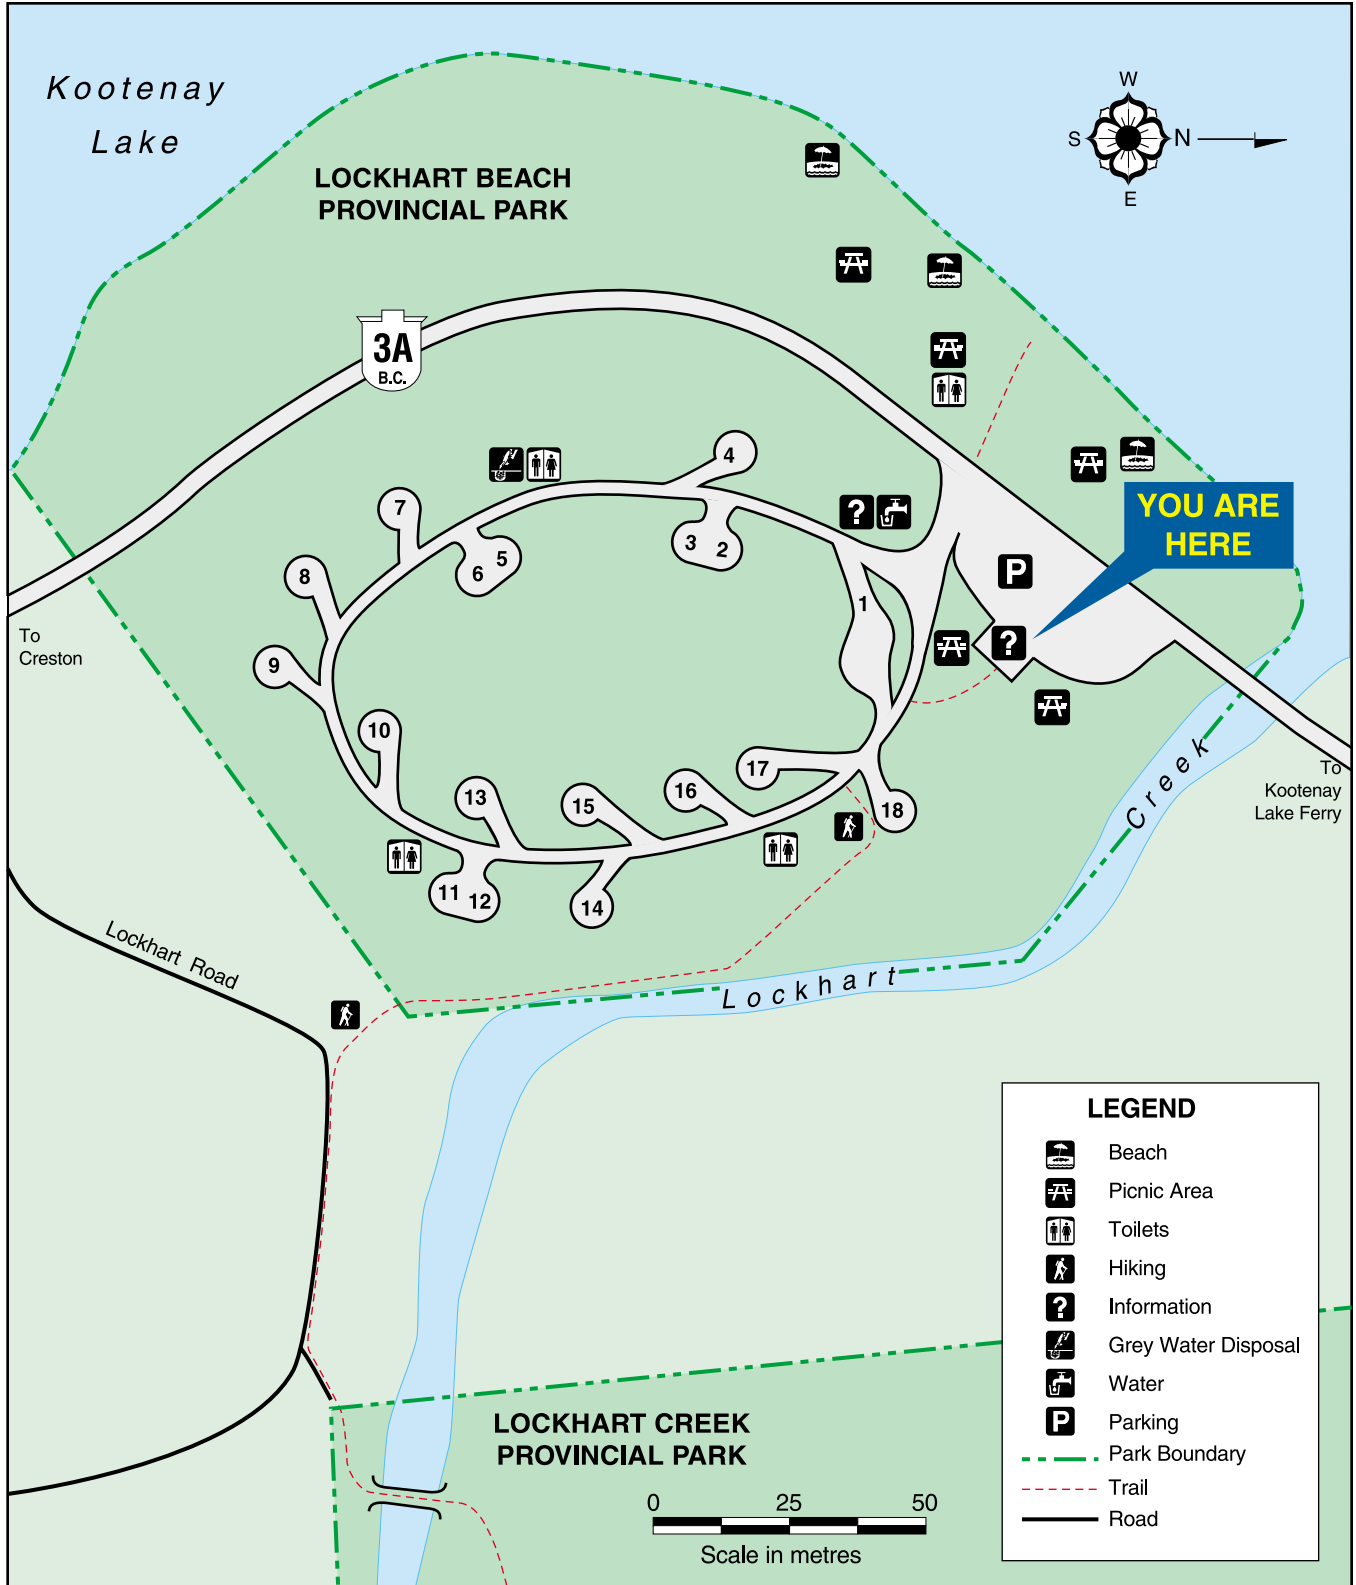 Kootenay
Lake
W
S
N
E
LOCKHART BEACH
PROVINCIAL PARK
3A
B.C.
4
7
3
2
5
6
8
1
9
10
17
13
15
16
18
11
12
14
?
P
?
YOU ARE
HERE
To
Creston
To
Kootenay
Lake Ferry
Lockhart Creek
Lockhart Road
LEGEND
Beach
Picnic Area
Toilets
Hiking
? Information
Grey Water Disposal
Water
P Parking
Park Boundary
Trail
Road
LOCKHART CREEK
PROVINCIAL PARK
0 25 50
Scale in metres